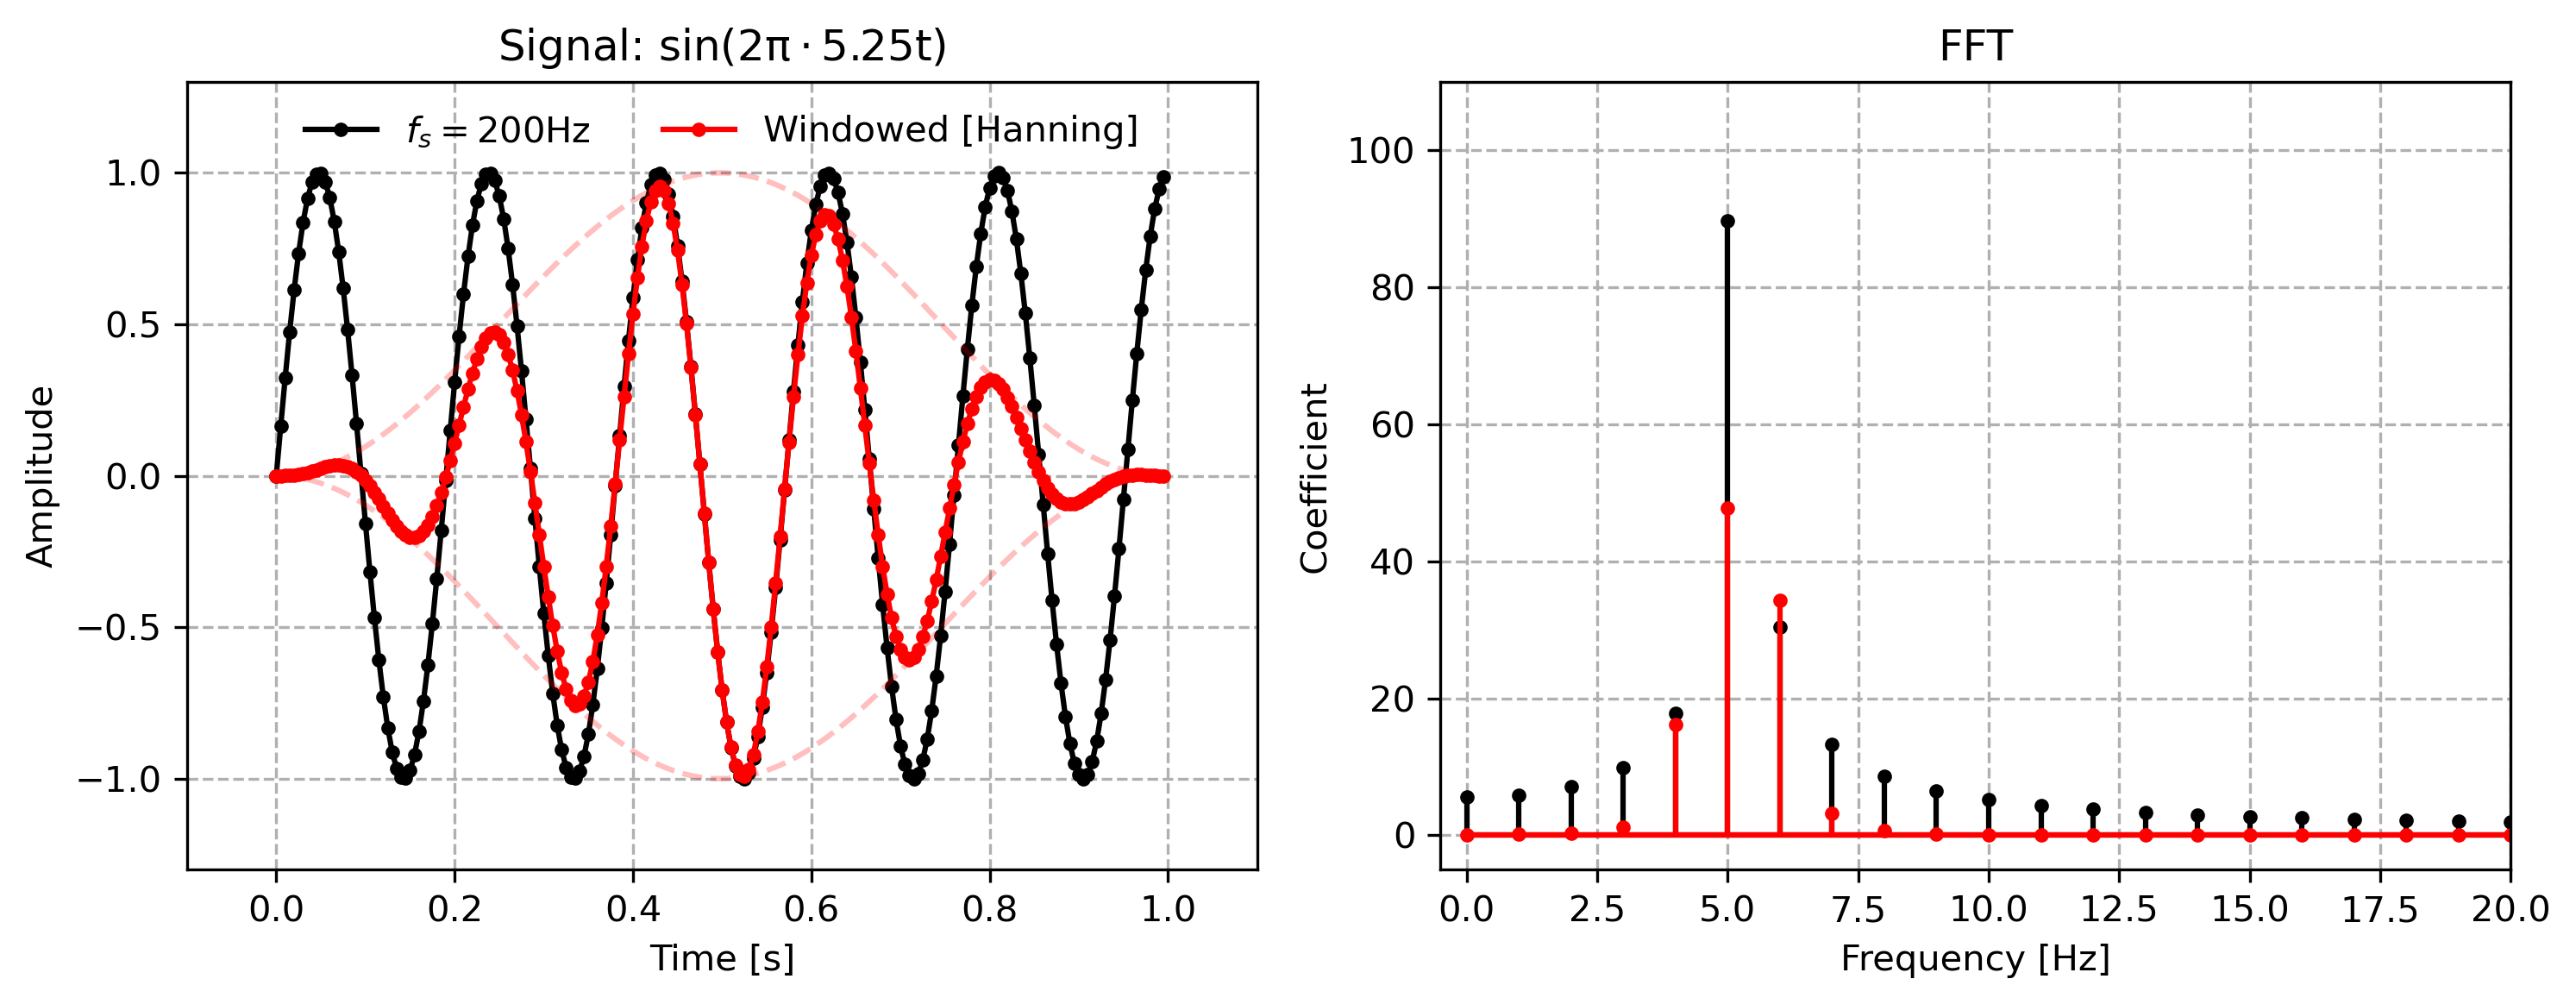 Signal: sin(2π · 5.25t)
fₛ = 200Hz
Windowed [Hanning]
1.0
0.5
0.0
−0.5
−1.0
Amplitude
0.0 0.2 0.4 0.6 0.8 1.0
Time [s]
FFT
100
80
60
40
20
0
Coefficient
0.0 2.5 5.0 7.5 10.0 12.5 15.0 17.5 20.0
Frequency [Hz]